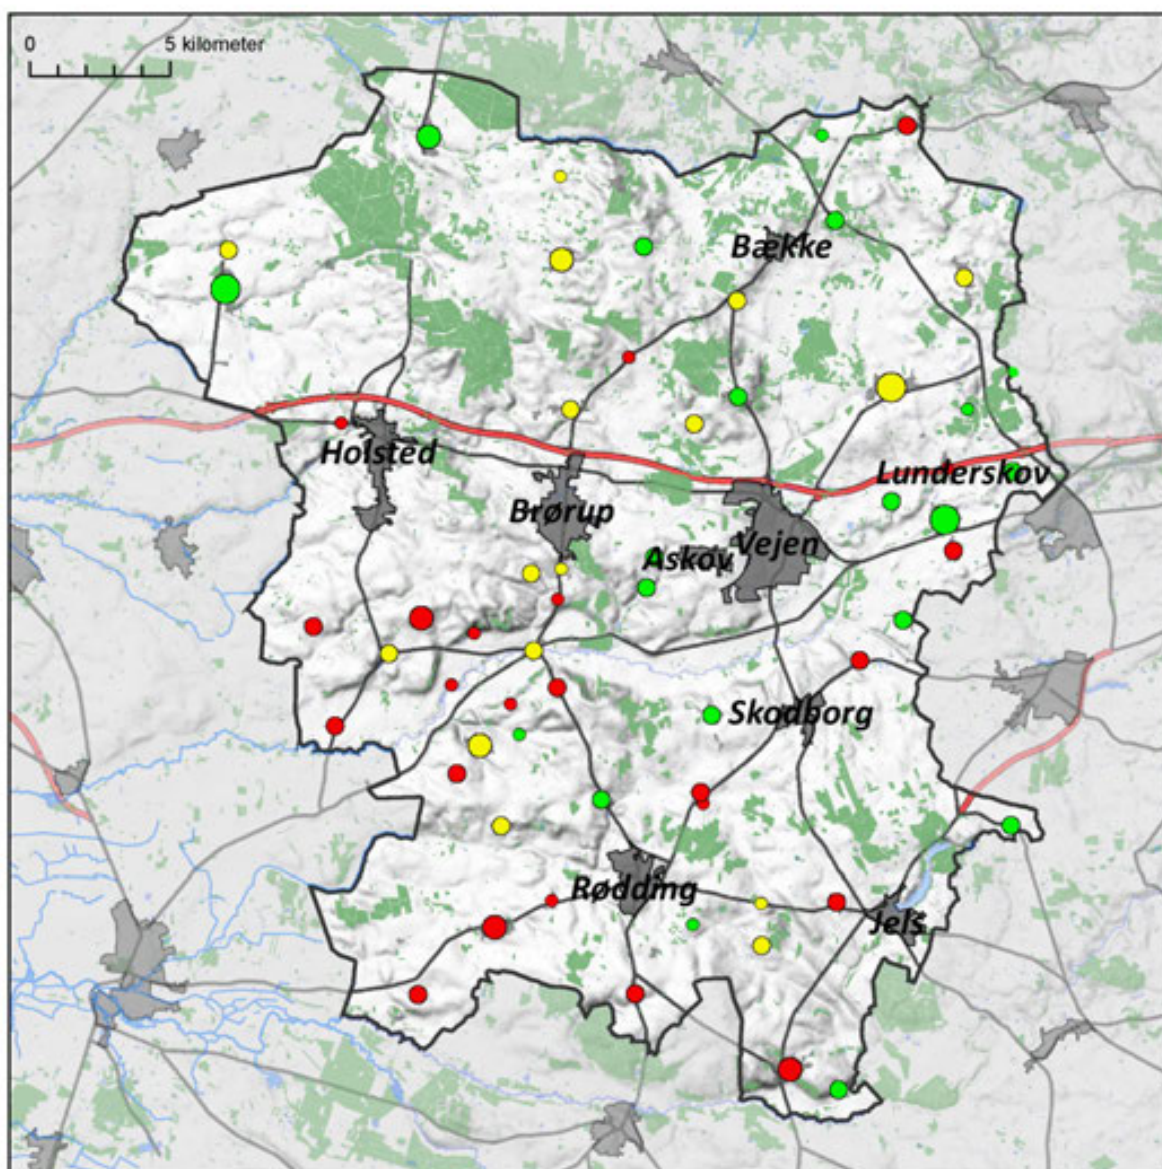 0 5 kilometer
Bække
Holsted
Lunderskov
Brørup
Askov
Vejen
Skodborg
Rødding
Jels